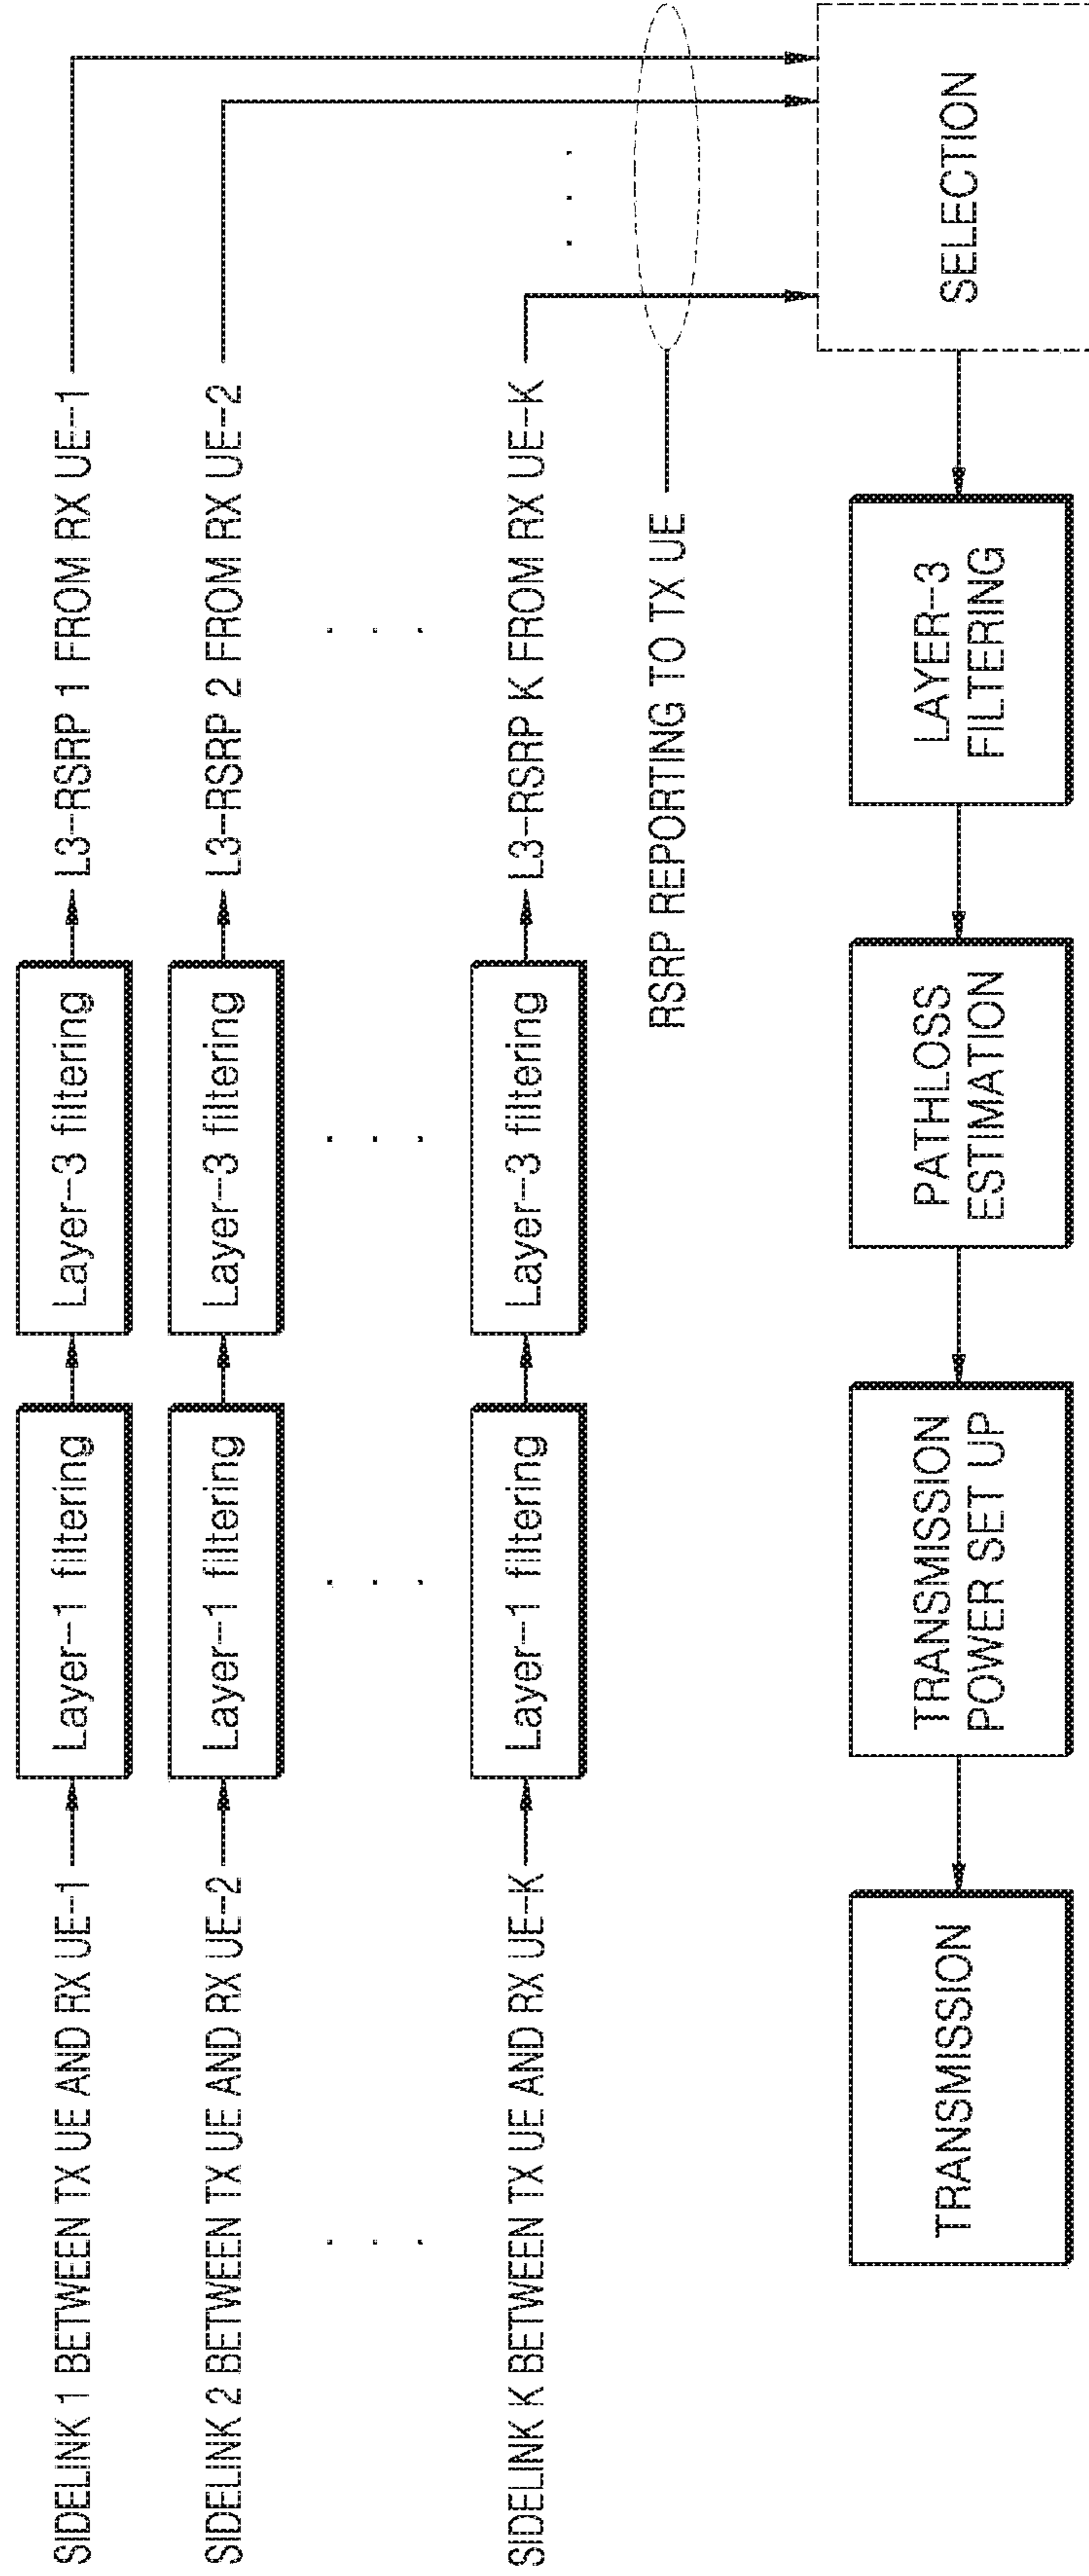 SIDELINK 1 BETWEEN TX UE AND RX UE-1
Layer-1 filtering
Layer-3 filtering
L3-RSRP 1 FROM RX UE-1
SIDELINK 2 BETWEEN TX UE AND RX UE-2
Layer-1 filtering
Layer-3 filtering
L3-RSRP 2 FROM RX UE-2
SIDELINK K BETWEEN TX UE AND RX UE-K
Layer-1 filtering
Layer-3 filtering
L3-RSRP K FROM RX UE-K
RSRP REPORTING TO TX UE
TRANSMISSION
TRANSMISSION
POWER SET UP
PATHLOSS
ESTIMATION
LAYER-3
FILTERING
SELECTION